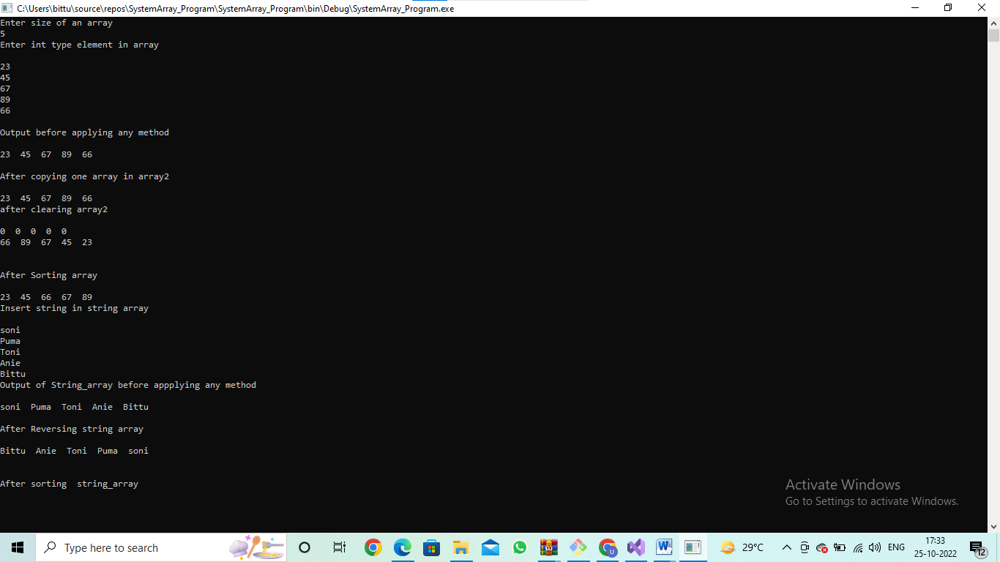 C:\Users\bittu\source\repos\SystemArray_Program\SystemArray_Program\bin\Debug\SystemArray_Program.exe
Enter size of an array
5
Enter int type element in array
23
45
67
89
66
Output before applying any method
23  45  67  89  66
After copying one array in array2
23  45  67  89  66
after clearing array2
0  0  0  0  0
66  89  67  45  23
After Sorting array
23  45  66  67  89
Insert string in string array
soni
Puma
Toni
Anie
Bittu
Output of String_array before appplying any method
soni  Puma  Toni  Anie  Bittu
After Reversing string array
Bittu  Anie  Toni  Puma  soni
After sorting  string_array
Activate Windows
Go to Settings to activate Windows.
Type here to search
U
W
29°C
ENG
17:33
25-10-2022
12